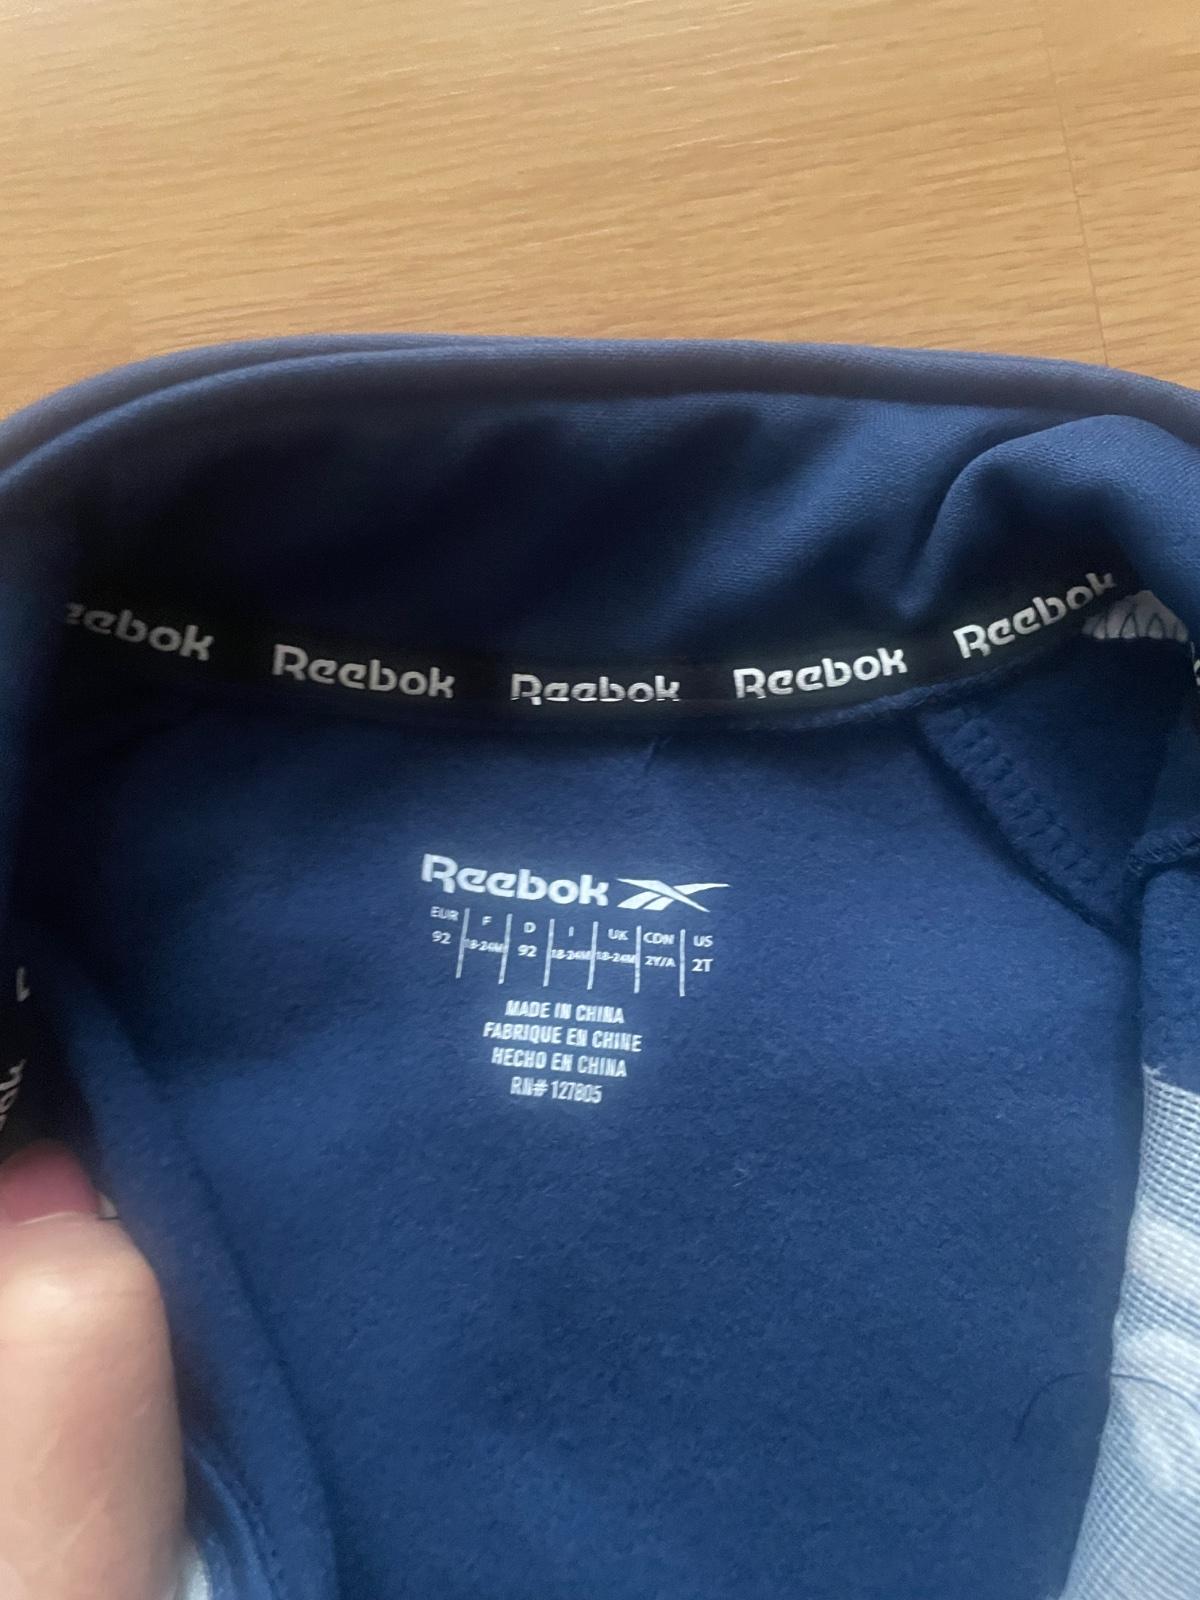 eebok Reebok Reebok Reebok Reebok
Reebok
EUR F D I UK CDN US
92 18-24M 92 18-24M 18-24M 2Y/A 2T
MADE IN CHINA
FABRIQUE EN CHINE
HECHO EN CHINA
RN# 127805